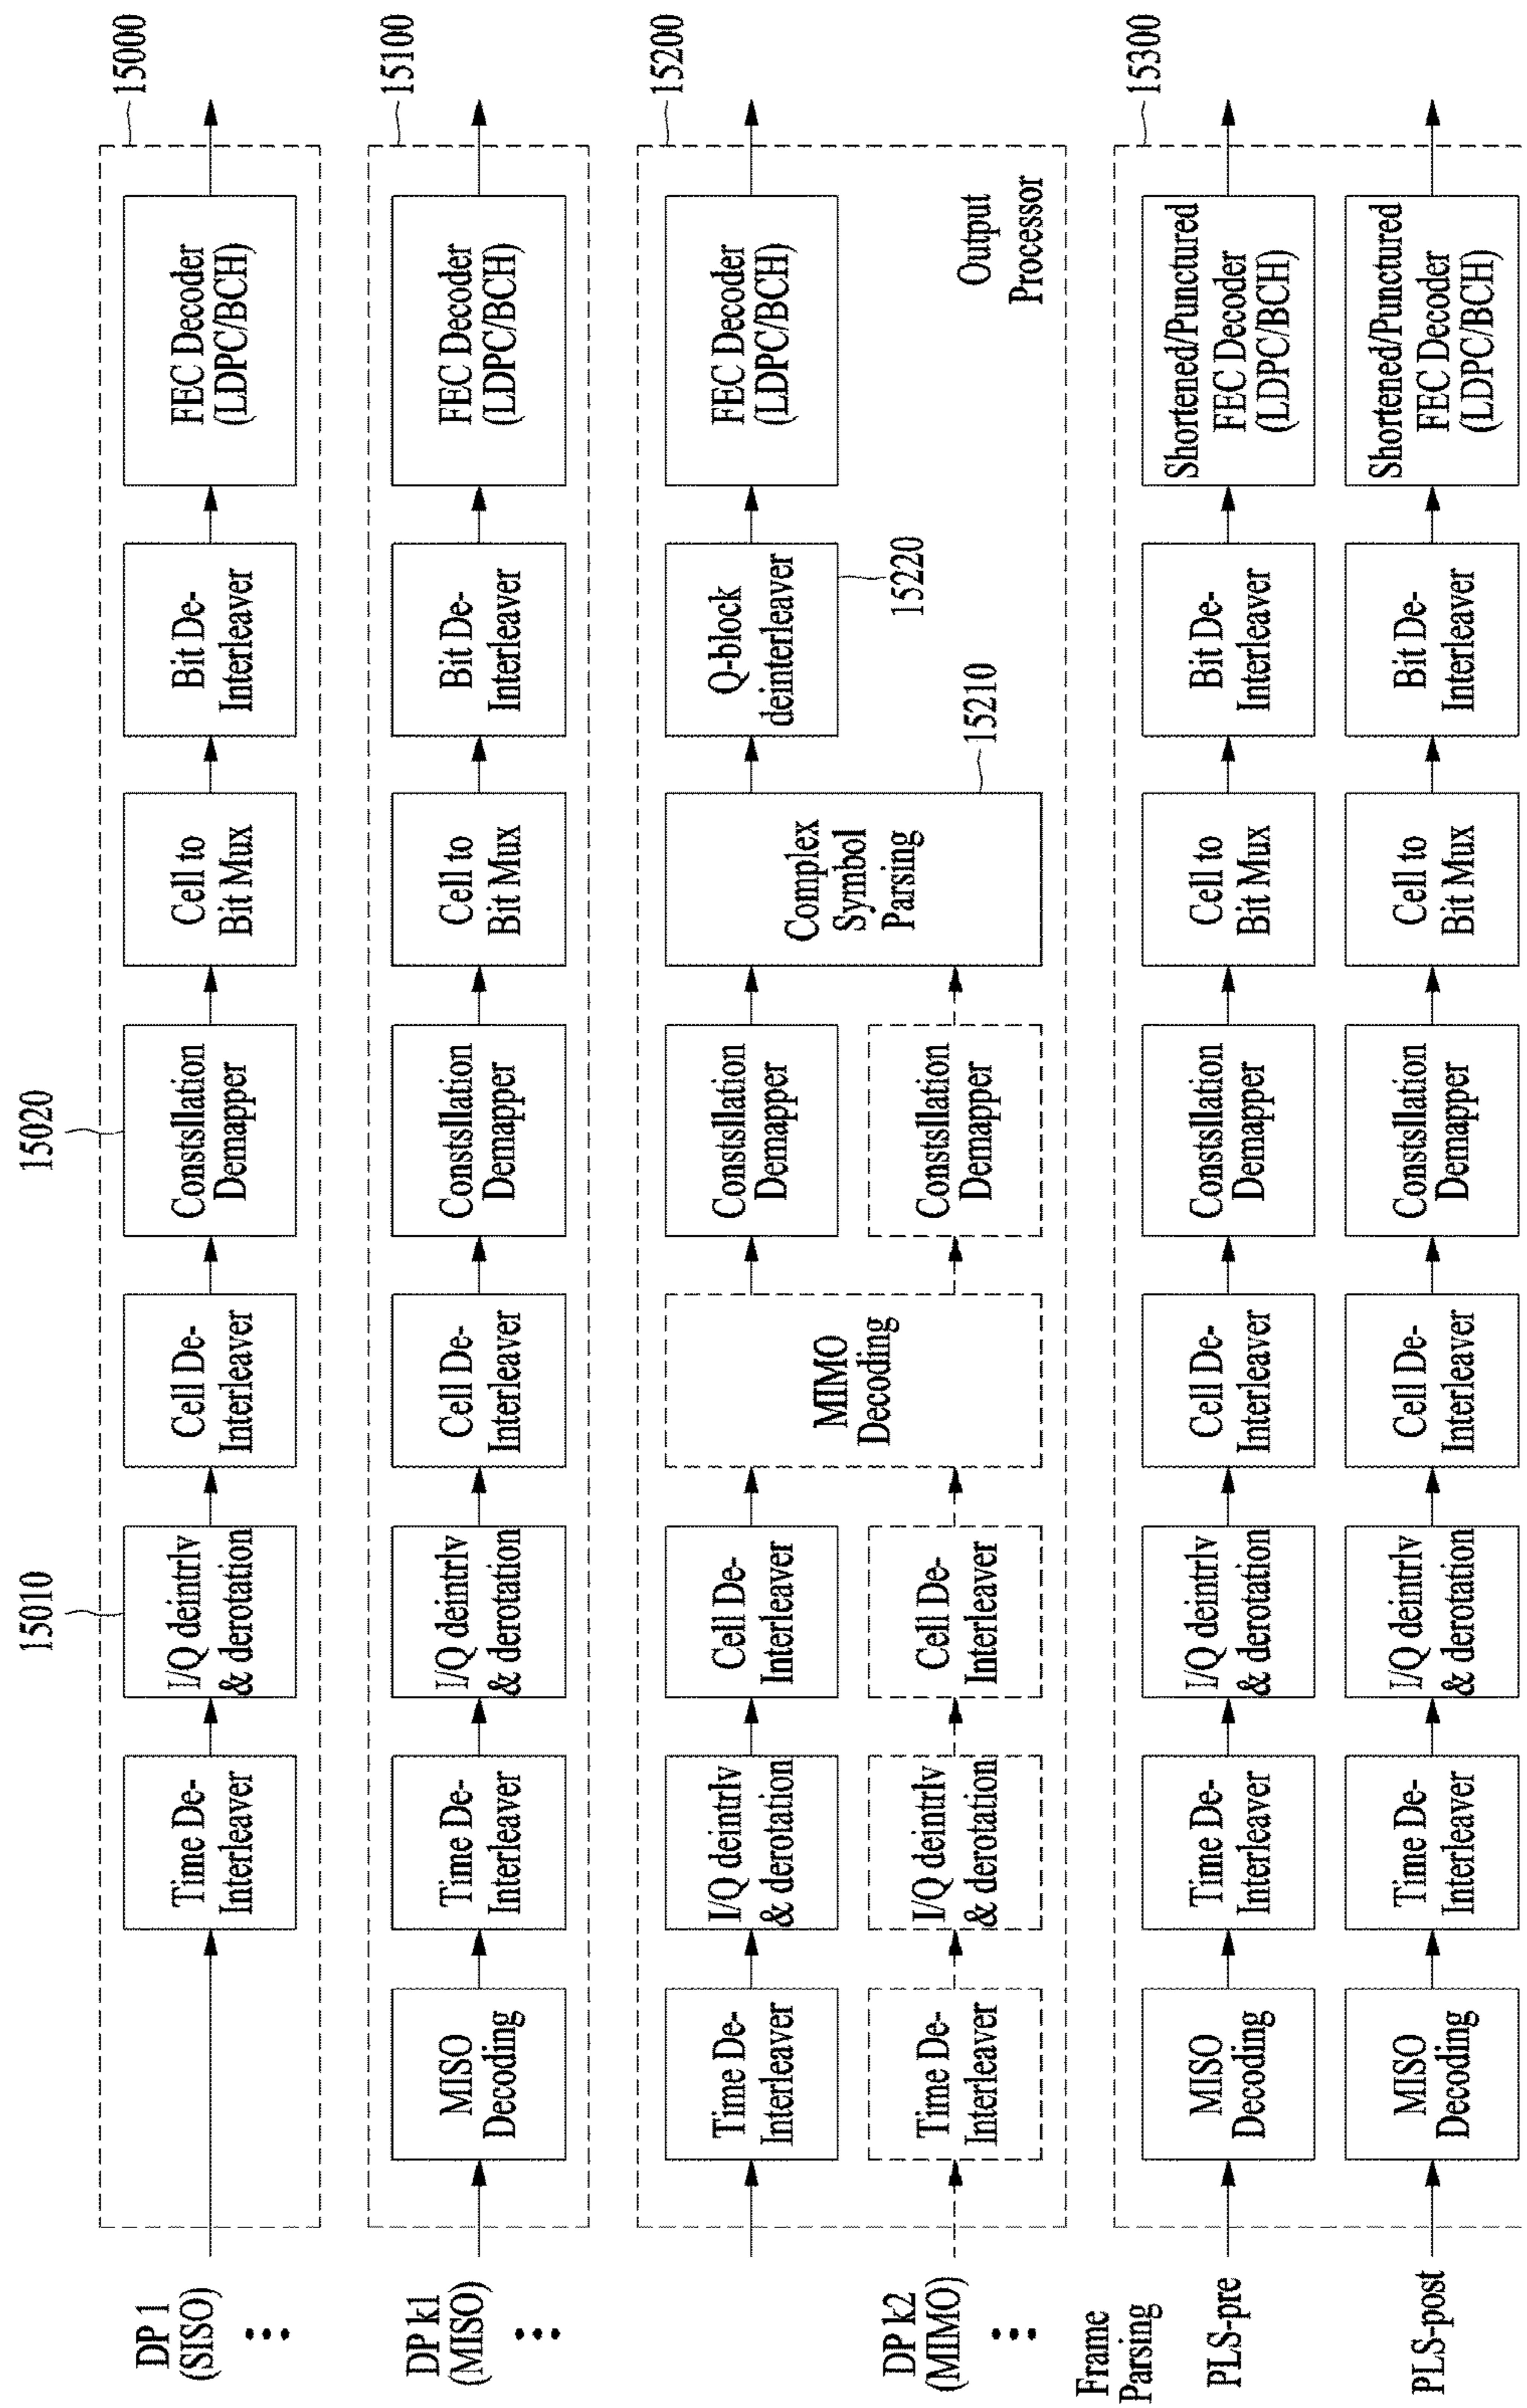 15010
15020
DP 1
(SISO)
Time De-
Interleaver
I/Q deintrlv
& derotation
Cell De-
Interleaver
Constsllation
Demapper
Cell to
Bit Mux
Bit De-
Interleaver
FEC Decoder
(LDPC/BCH)
15000
DP k1
(MISO)
MISO
Decoding
Time De-
Interleaver
I/Q deintrlv
& derotation
Cell De-
Interleaver
Constsllation
Demapper
Cell to
Bit Mux
Bit De-
Interleaver
FEC Decoder
(LDPC/BCH)
15100
Time De-
Interleaver
I/Q deintrlv
& derotation
Cell De-
Interleaver
MIMO
Decoding
Constsllation
Demapper
Complex
Symbol
Parsing
15210
Q-block
deinterleaver
15220
FEC Decoder
(LDPC/BCH)
15200
DP k2
(MIMO)
Time De-
Interleaver
I/Q deintrlv
& derotation
Cell De-
Interleaver
Constsllation
Demapper
Output
Processor
Frame
Parsing
PLS-pre
MISO
Decoding
Time De-
Interleaver
I/Q deintrlv
& derotation
Cell De-
Interleaver
Constsllation
Demapper
Cell to
Bit Mux
Bit De-
Interleaver
Shortened/Punctured
FEC Decoder
(LDPC/BCH)
15300
PLS-post
MISO
Decoding
Time De-
Interleaver
I/Q deintrlv
& derotation
Cell De-
Interleaver
Constsllation
Demapper
Cell to
Bit Mux
Bit De-
Interleaver
Shortened/Punctured
FEC Decoder
(LDPC/BCH)